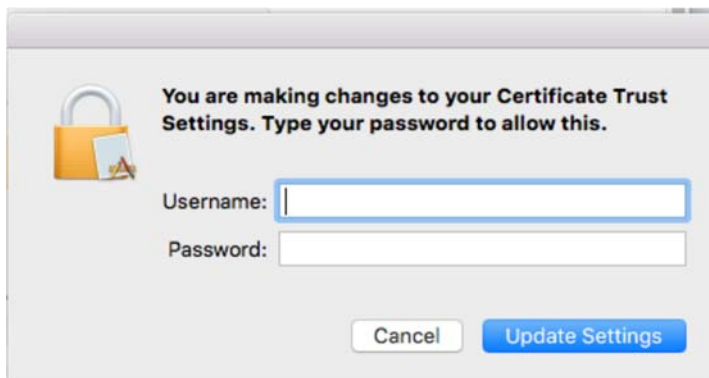 You are making changes to your Certificate Trust
Settings. Type your password to allow this.
Username:
Password:
Cancel
Update Settings